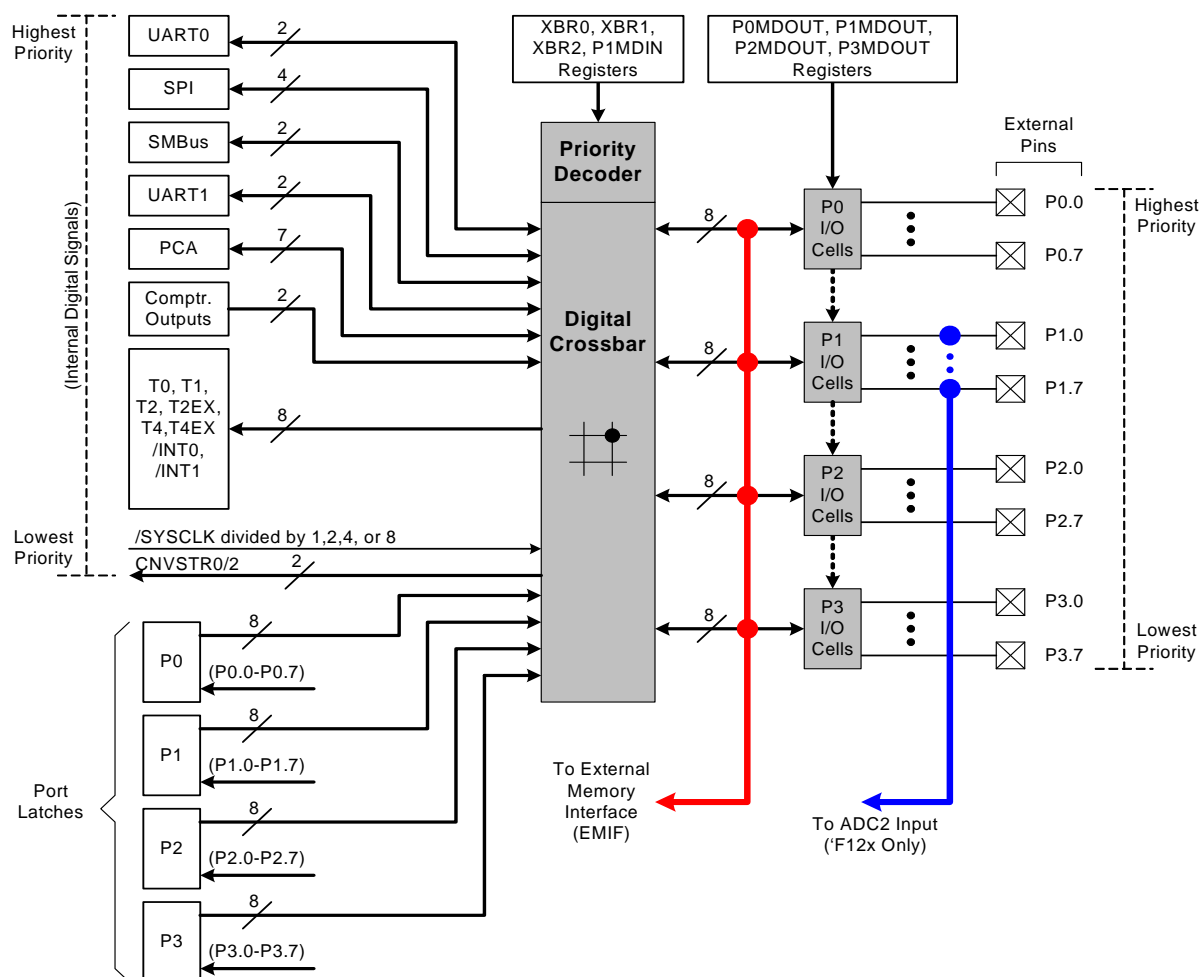 Highest
Priority
UART0
2
SPI
4
SMBus
2
UART1
2
PCA
7
Comptr.
Outputs
2
T0, T1,
T2, T2EX,
T4,T4EX
/INT0,
/INT1
8
(Internal Digital Signals)
Lowest
Priority
/SYSCLK divided by 1,2,4, or 8
CNVSTR0/2
2
XBR0, XBR1,
XBR2, P1MDIN
Registers
P0MDOUT, P1MDOUT,
P2MDOUT, P3MDOUT
Registers
Priority
Decoder
Digital
Crossbar
8
8
8
8
P0
I/O
Cells
P1
I/O
Cells
P2
I/O
Cells
P3
I/O
Cells
External
Pins
P0.0
P0.7
P1.0
P1.7
P2.0
P2.7
P3.0
P3.7
Highest
Priority
Lowest
Priority
Port
Latches
P0
8
(P0.0-P0.7)
P1
8
(P1.0-P1.7)
P2
8
(P2.0-P2.7)
P3
8
(P3.0-P3.7)
To External
Memory
Interface
(EMIF)
To ADC2 Input
(‘F12x Only)